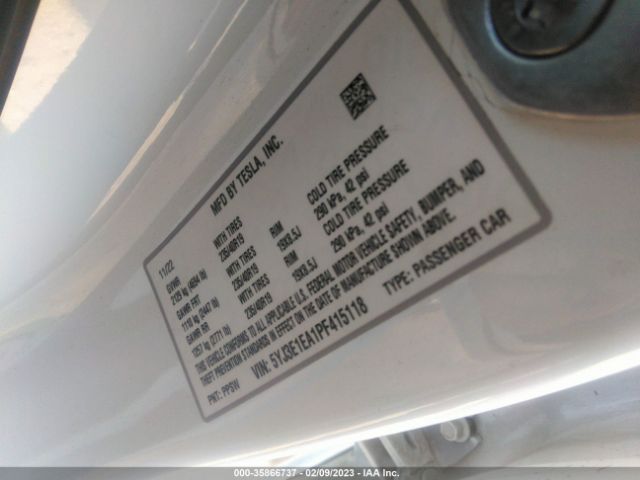 MFD BY TESLA, INC.
11/22
GVWR WITH TIRES RIM COLD TIRE PRESSURE
2129 kg (4694 lb) 235/40R19 19X8.5J 290 kPa, 42 psi
GAWR FRT WITH TIRES RIM COLD TIRE PRESSURE
1110 kg (2447 lb) 235/40R19 19X8.5J 290 kPa, 42 psi
GAWR RR WITH TIRES
1257 kg (2771 lb) 235/40R19
THIS VEHICLE CONFORMS TO ALL APPLICABLE U.S. FEDERAL MOTOR VEHICLE SAFETY, BUMPER, AND
THEFT PREVENTION STANDARDS IN EFFECT ON THE DATE OF MANUFACTURE SHOWN ABOVE.
VIN: 5YJ3E1EA1PF415118 TYPE: PASSENGER CAR
PNT: PPSW
000-35866737 - 02/09/2023 - IAA Inc.